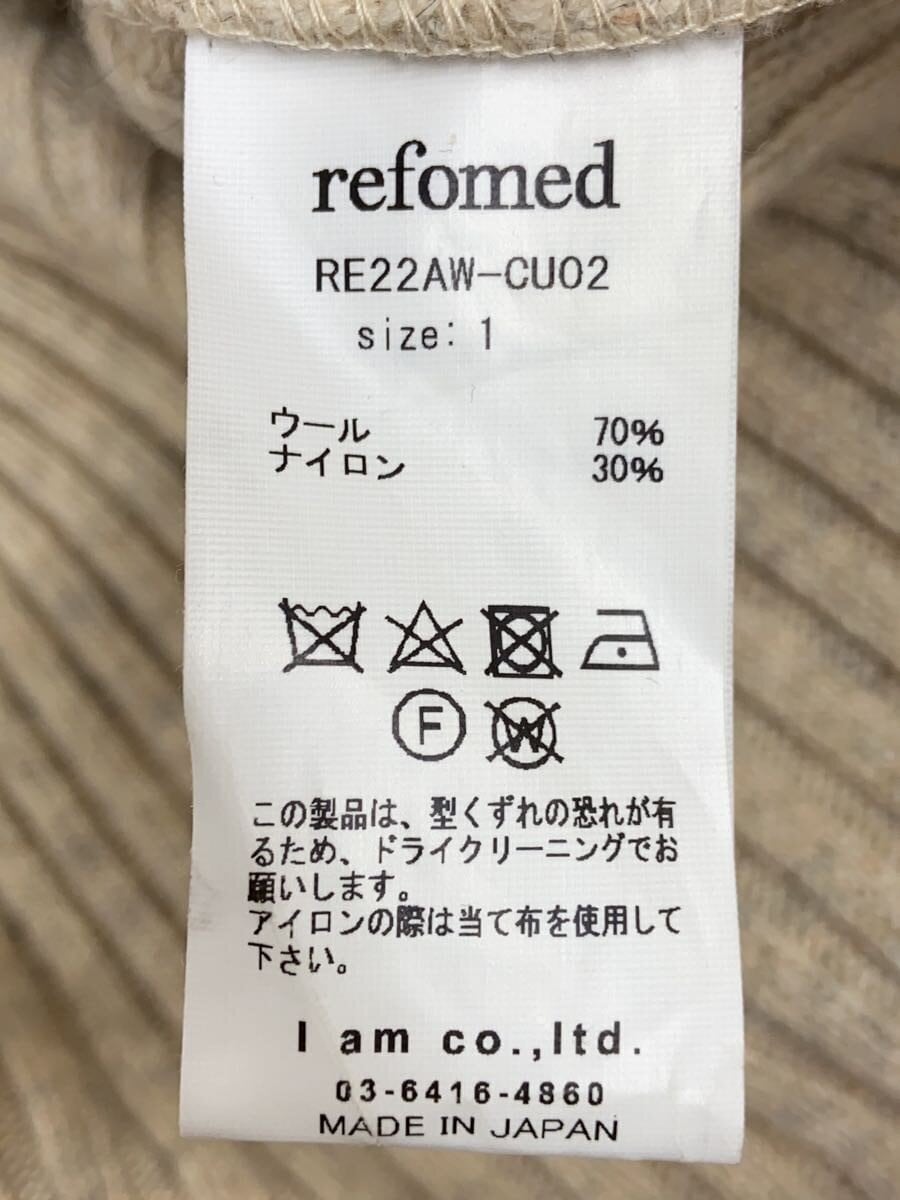 refomed
RE22AW-CU02
size: 1
ウール 70%
ナイロン 30%
F W
この製品は、型くずれの恐れが有
るため、ドライクリーニングでお
願いします。
アイロンの際は当て布を使用して
下さい。
I am co.,ltd.
03-6416-4860
MADE IN JAPAN